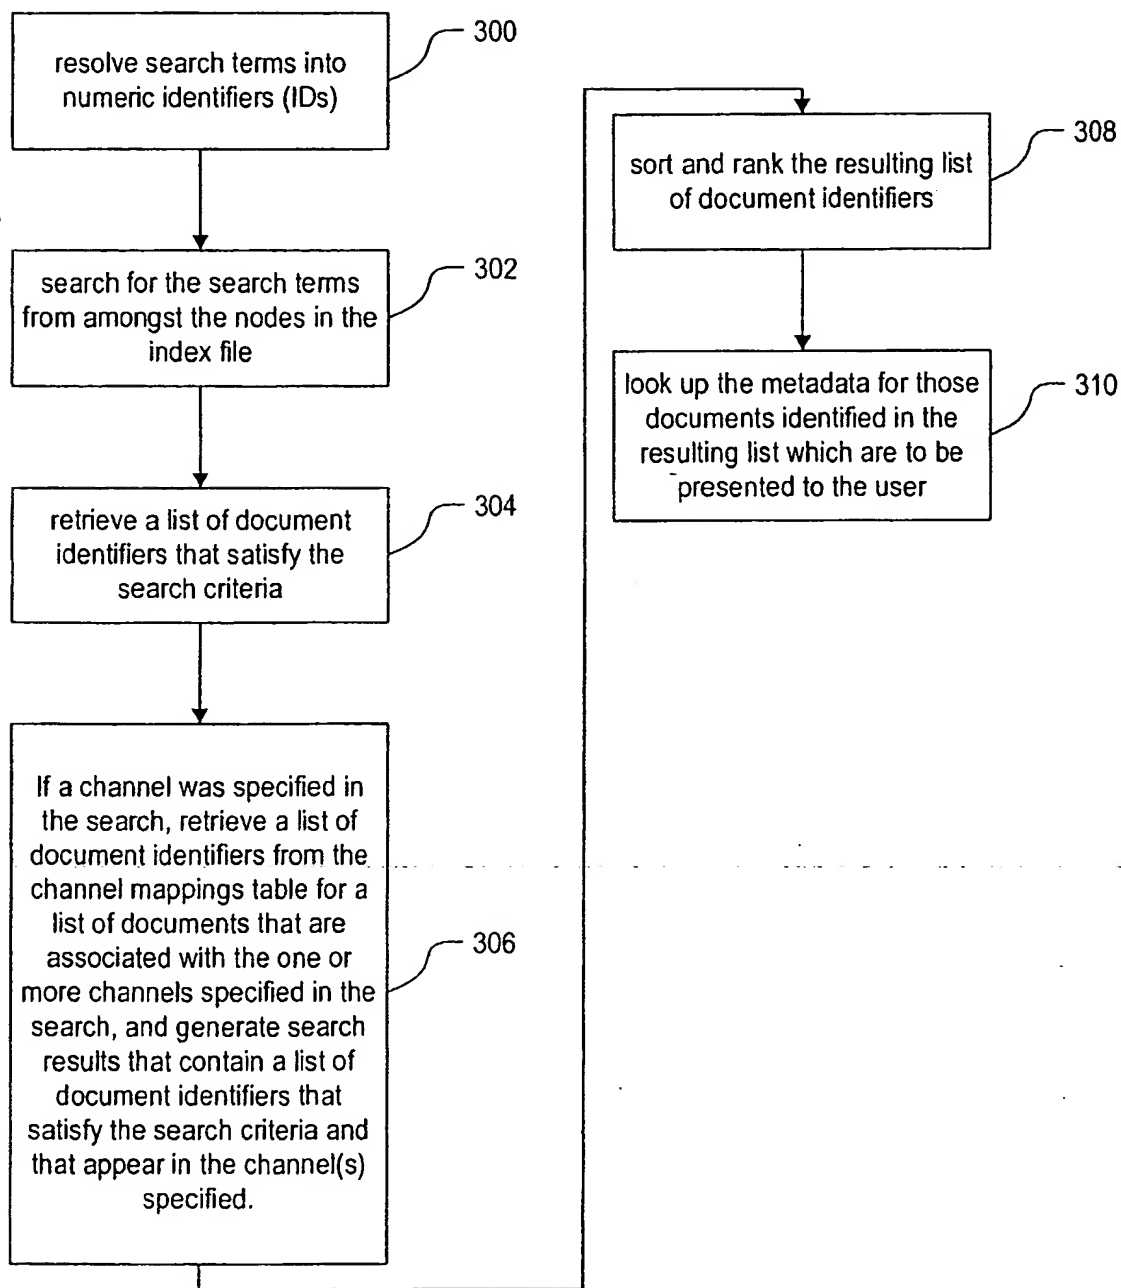 resolve search terms into
numeric identifiers (IDs)
300
search for the search terms
from amongst the nodes in the
index file
302
retrieve a list of document
identifiers that satisfy the
search criteria
304
If a channel was specified in
the search, retrieve a list of
document identifiers from the
channel mappings table for a
list of documents that are
associated with the one or
more channels specified in the
search, and generate search
results that contain a list of
document identifiers that
satisfy the search criteria and
that appear in the channel(s)
specified.
306
sort and rank the resulting list
of document identifiers
308
look up the metadata for those
documents identified in the
resulting list which are to be
presented to the user
310